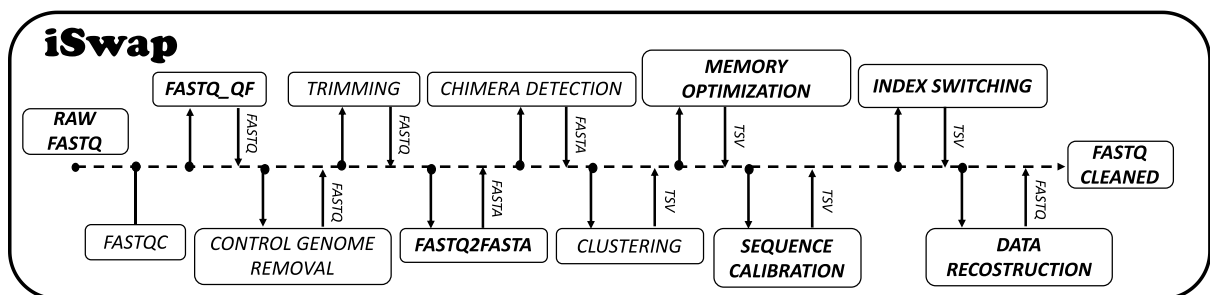 iSwap
RAW
FASTQ
FASTQ_QF
TRIMMING
CHIMERA DETECTION
MEMORY
OPTIMIZATION
INDEX SWITCHING
FASTQ
FASTQ
FASTA
TSV
TSV
FASTQ
CLEANED
FASTQ
FASTA
TSV
TSV
FASTQ
FASTQC
CONTROL GENOME
REMOVAL
FASTQ2FASTA
CLUSTERING
SEQUENCE
CALIBRATION
DATA
RECOSTRUCTION